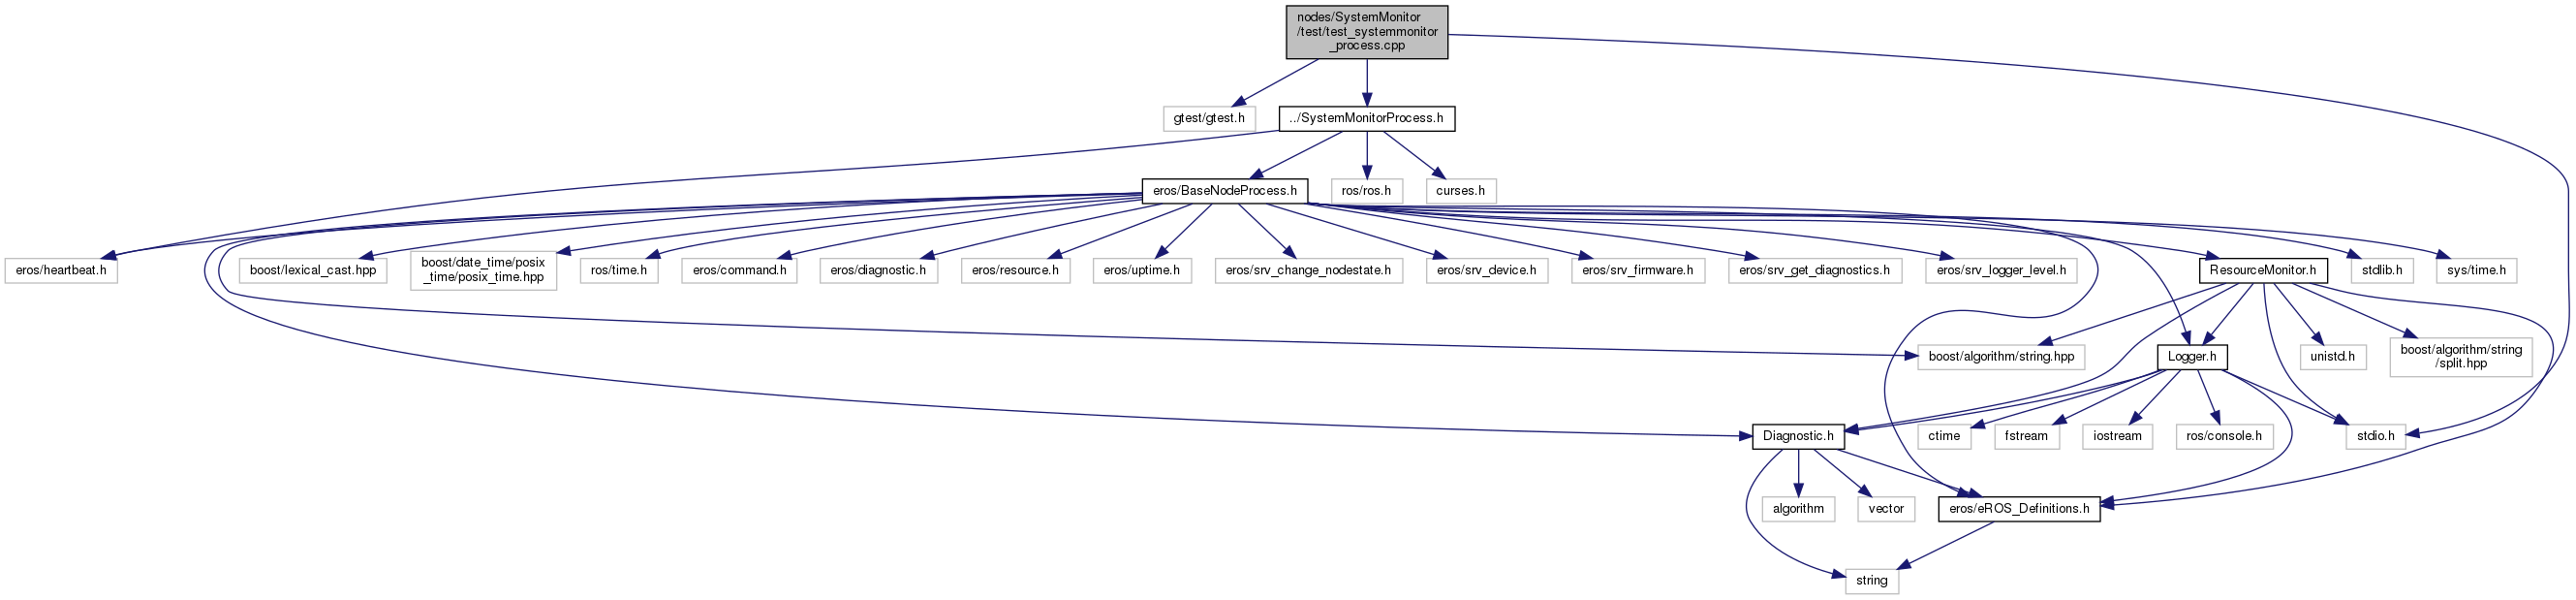 nodes/SystemMonitor
/test/test_systemmonitor
_process.cpp
gtest/gtest.h
../SystemMonitorProcess.h
eros/BaseNodeProcess.h
ros/ros.h
curses.h
eros/heartbeat.h
boost/lexical_cast.hpp
boost/date_time/posix
_time/posix_time.hpp
ros/time.h
eros/command.h
eros/diagnostic.h
eros/resource.h
eros/uptime.h
eros/srv_change_nodestate.h
eros/srv_device.h
eros/srv_firmware.h
eros/srv_get_diagnostics.h
eros/srv_logger_level.h
ResourceMonitor.h
stdlib.h
sys/time.h
boost/algorithm/string.hpp
Logger.h
unistd.h
boost/algorithm/string
/split.hpp
Diagnostic.h
ctime
fstream
iostream
ros/console.h
stdio.h
algorithm
vector
eros/eROS_Definitions.h
string